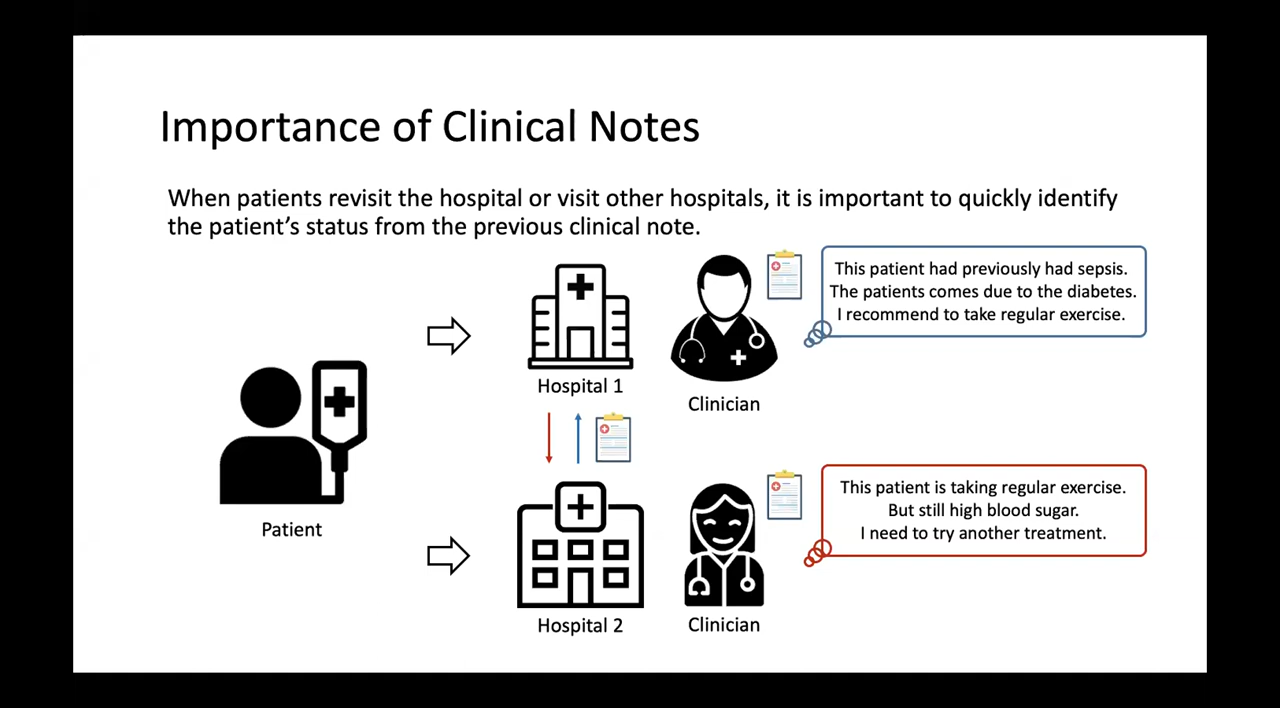 Importance of Clinical Notes
When patients revisit the hospital or visit other hospitals, it is important to quickly identify
the patient's status from the previous clinical note.
This patient had previously had sepsis.
The patients comes due to the diabetes.
I recommend to take regular exercise.
Hospital 1
Clinician
This patient is taking regular exercise.
But still high blood sugar.
I need to try another treatment.
Patient
Hospital 2
Clinician